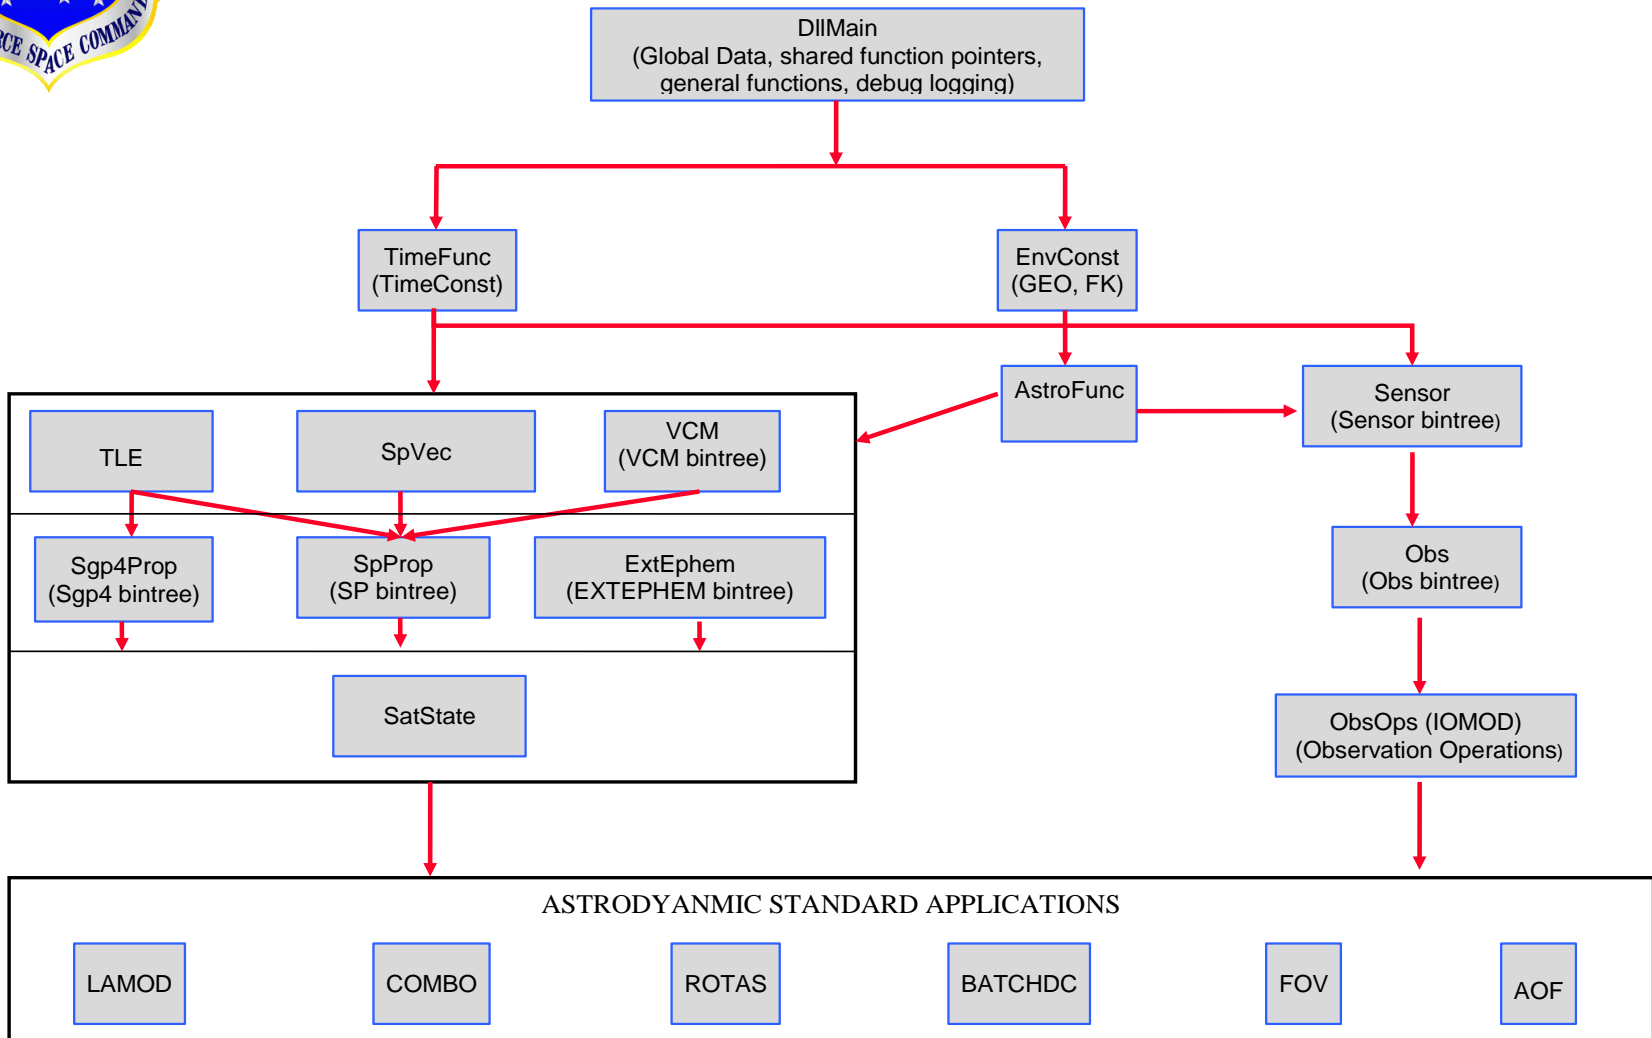 RCE SPACE COMMAN
DllMain
(Global Data, shared function pointers,
general functions, debug logging)
TimeFunc
(TimeConst)
EnvConst
(GEO, FK)
AstroFunc
Sensor
(Sensor bintree)
TLE
SpVec
VCM
(VCM bintree)
Sgp4Prop
(Sgp4 bintree)
SpProp
(SP bintree)
ExtEphem
(EXTEPHEM bintree)
Obs
(Obs bintree)
SatState
ObsOps (IOMOD)
(Observation Operations)
ASTRODYANMIC STANDARD APPLICATIONS
LAMOD
COMBO
ROTAS
BATCHDC
FOV
AOF